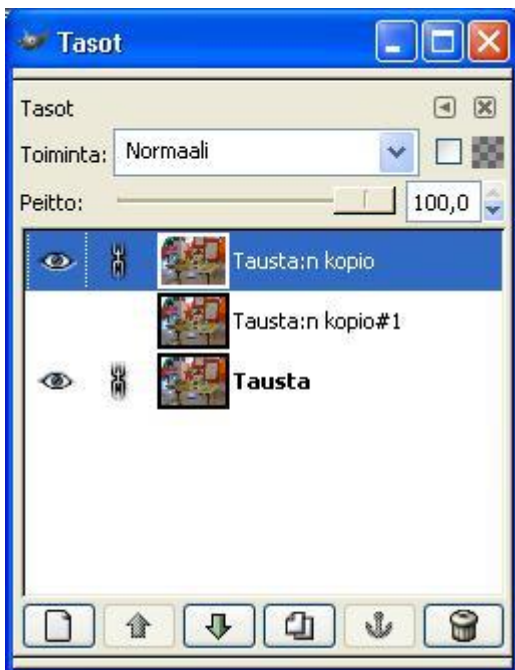 Tasot
Tasot
Toiminta: Normaali
Peitto: 100,0
Tausta:n kopio
Tausta:n kopio#1
Tausta